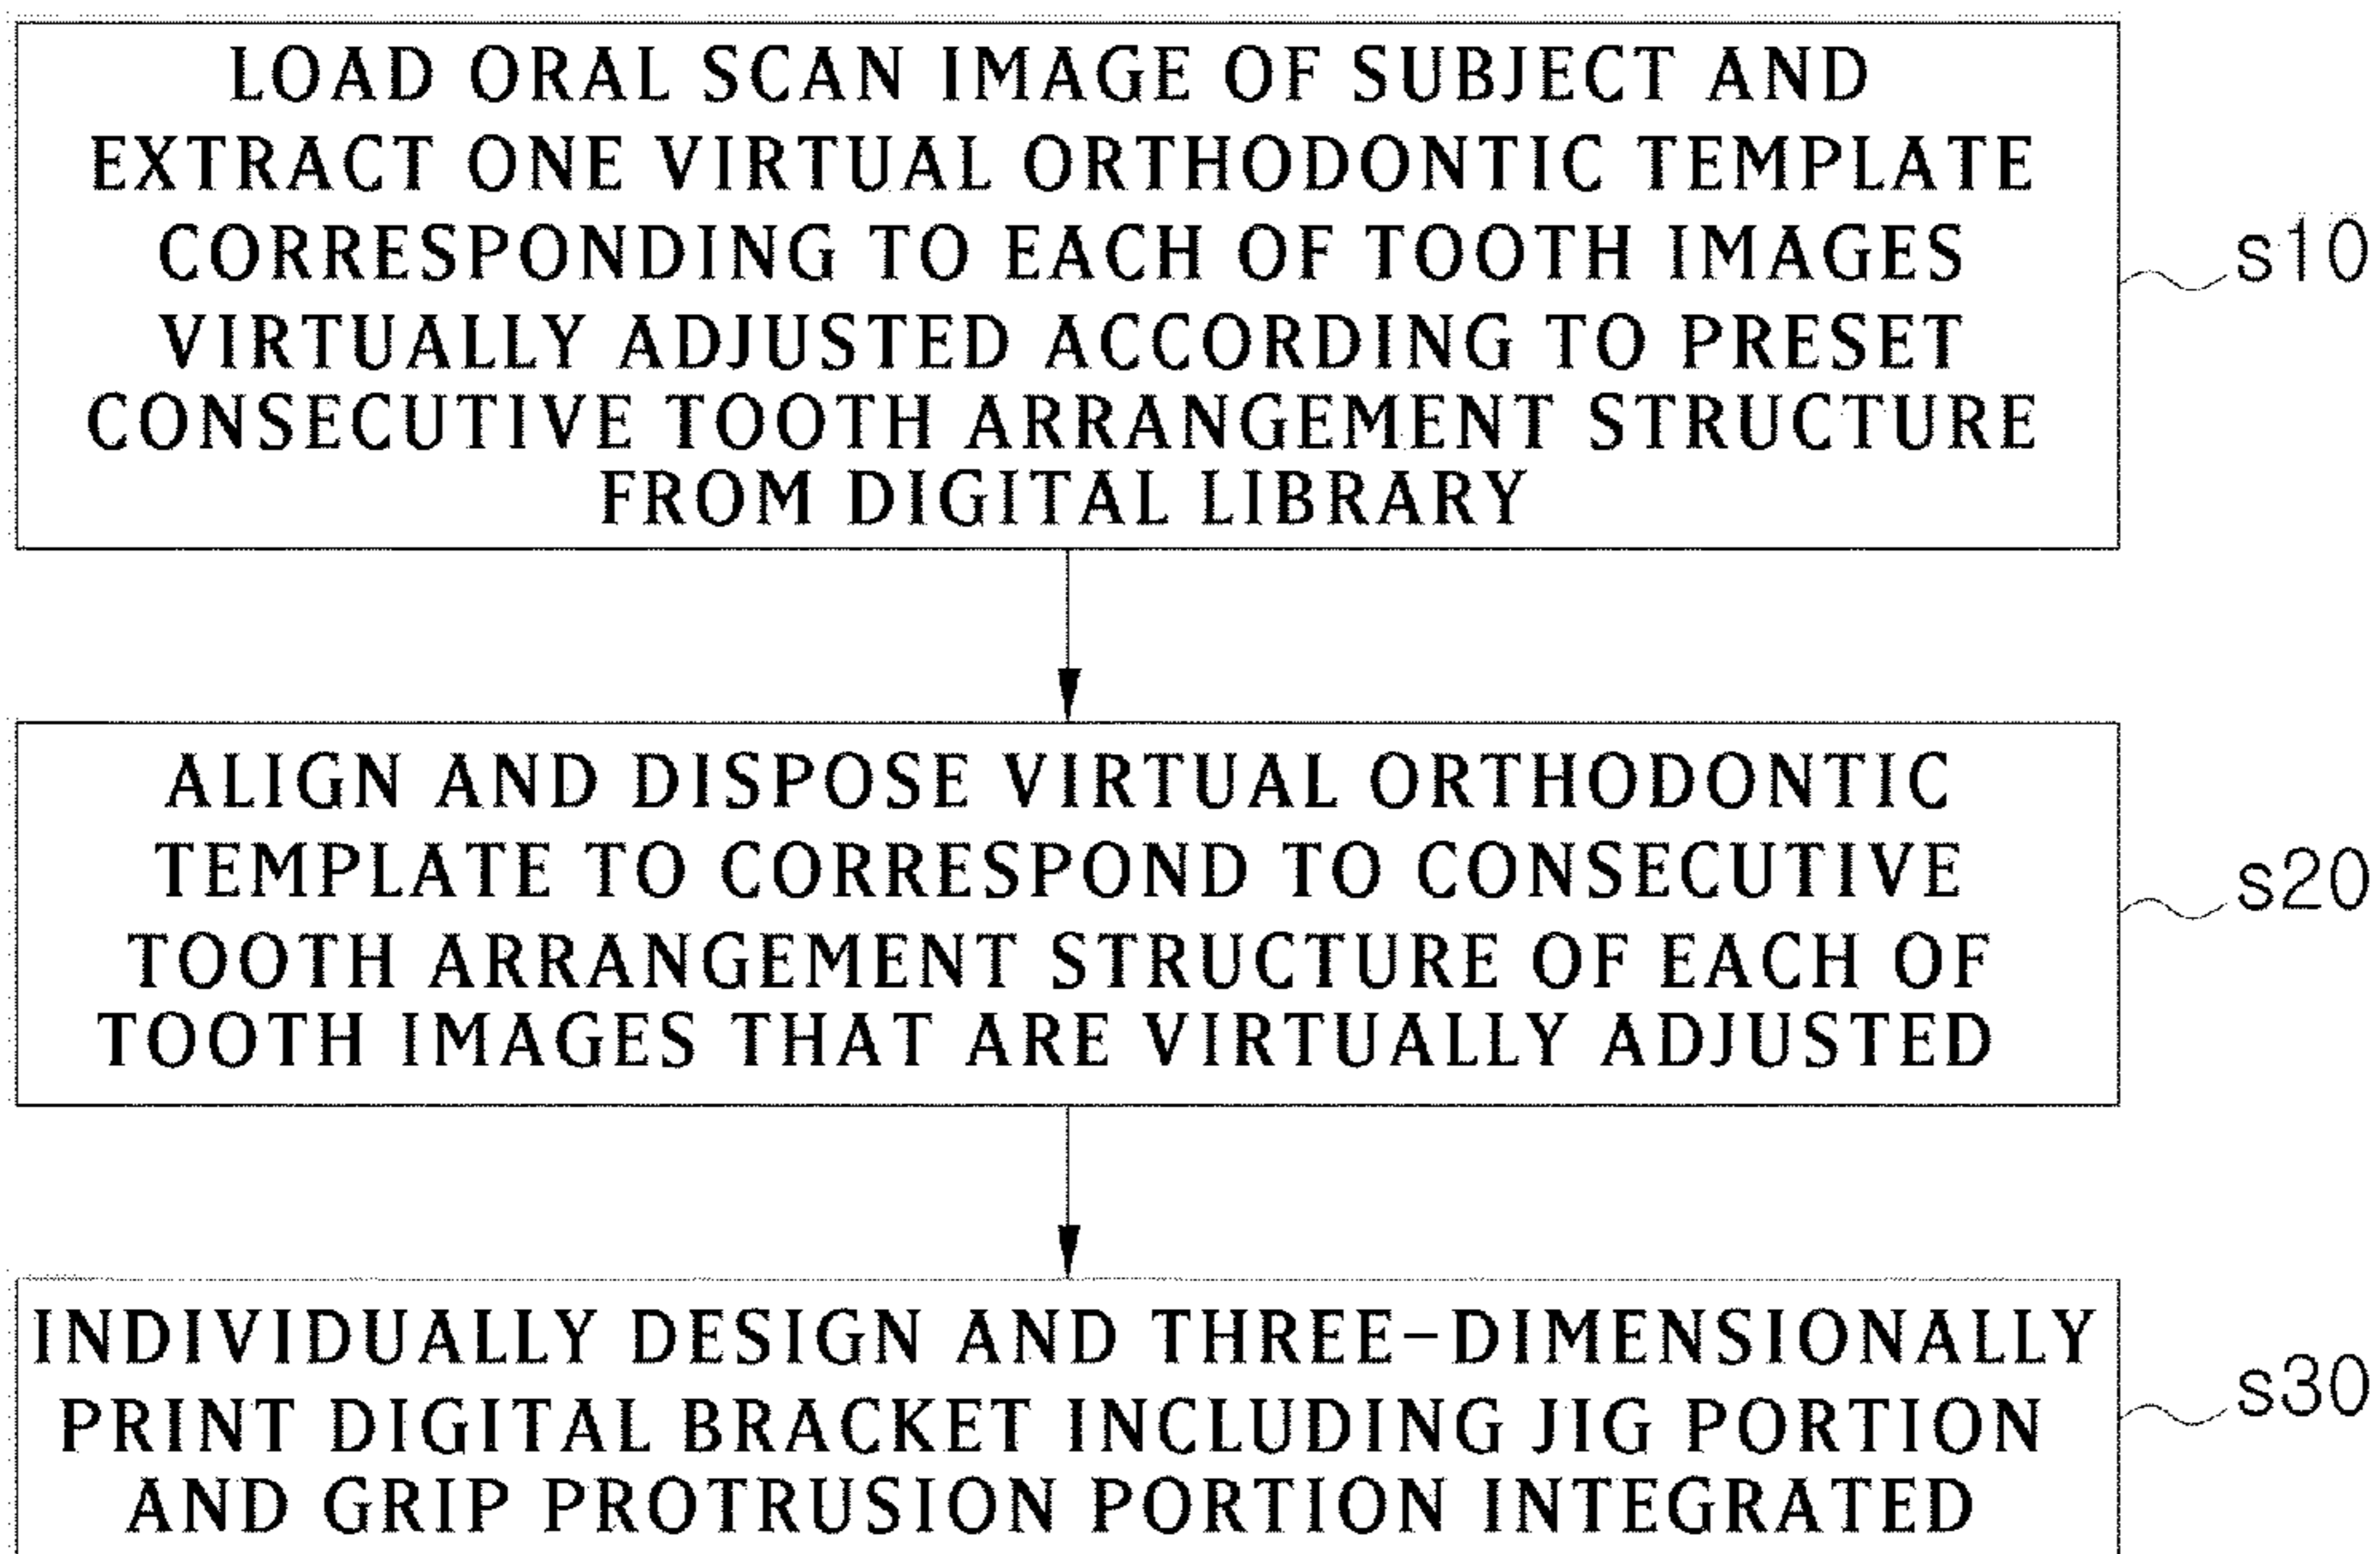 LOAD ORAL SCAN IMAGE OF SUBJECT AND
EXTRACT ONE VIRTUAL ORTHODONTIC TEMPLATE
CORRESPONDING TO EACH OF TOOTH IMAGES
VIRTUALLY ADJUSTED ACCORDING TO PRESET
CONSECUTIVE TOOTH ARRANGEMENT STRUCTURE
FROM DIGITAL LIBRARY
s10
ALIGN AND DISPOSE VIRTUAL ORTHODONTIC
TEMPLATE TO CORRESPOND TO CONSECUTIVE
TOOTH ARRANGEMENT STRUCTURE OF EACH OF
TOOTH IMAGES THAT ARE VIRTUALLY ADJUSTED
s20
INDIVIDUALLY DESIGN AND THREE-DIMENSIONALLY
PRINT DIGITAL BRACKET INCLUDING JIG PORTION
AND GRIP PROTRUSION PORTION INTEGRATED
s30